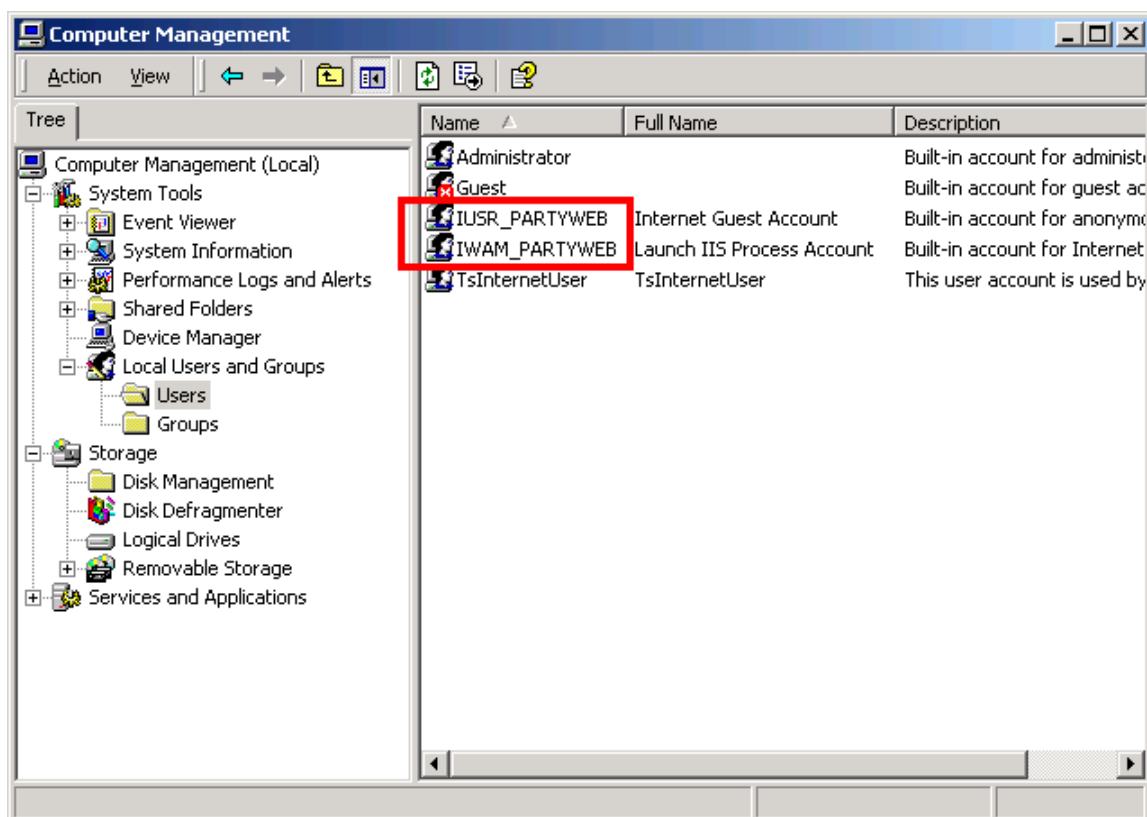 Computer Management
Action View
Tree
Name Full Name Description
Computer Management (Local)
System Tools
Event Viewer
System Information
Performance Logs and Alerts
Shared Folders
Device Manager
Local Users and Groups
Users
Groups
Storage
Disk Management
Disk Defragmenter
Logical Drives
Removable Storage
Services and Applications
Administrator Built-in account for administ
Guest Built-in account for guest ac
IUSR_PARTYWEB Internet Guest Account Built-in account for anonymo
IWAM_PARTYWEB Launch IIS Process Account Built-in account for Internet
TsInternetUser TsInternetUser This user account is used by